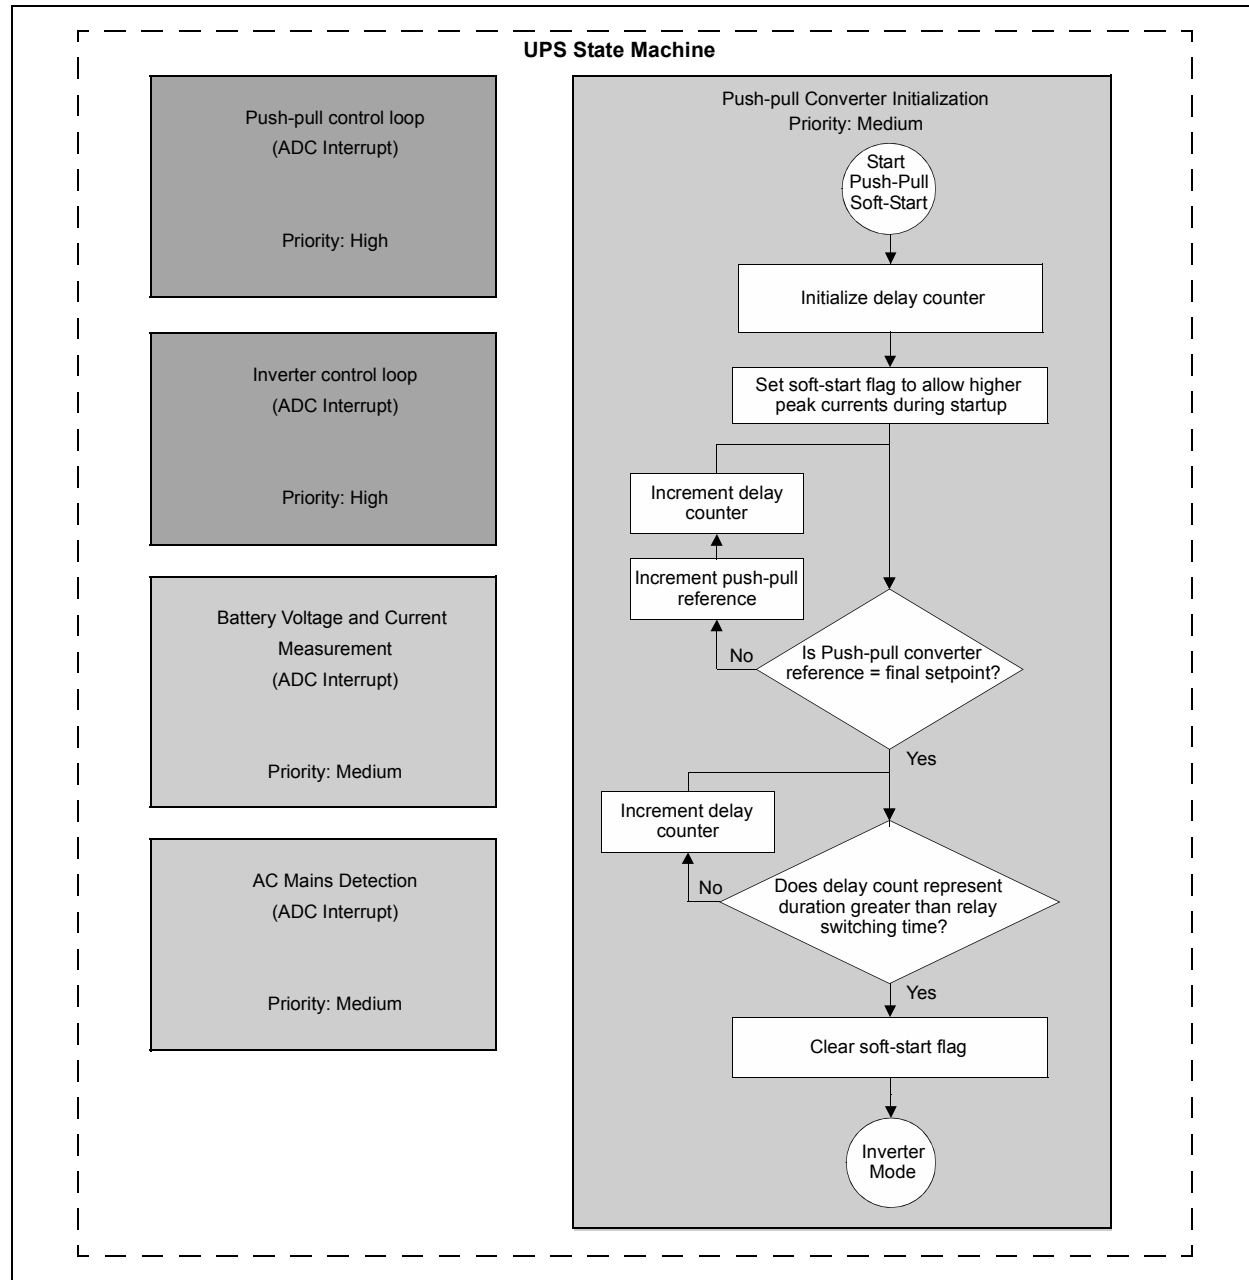 UPS State Machine
Push-pull control loop
(ADC Interrupt)
Priority: High
Inverter control loop
(ADC Interrupt)
Priority: High
Battery Voltage and Current
Measurement
(ADC Interrupt)
Priority: Medium
AC Mains Detection
(ADC Interrupt)
Priority: Medium
Push-pull Converter Initialization
Priority: Medium
Start
Push-Pull
Soft-Start
Initialize delay counter
Set soft-start flag to allow higher
peak currents during startup
Increment delay
counter
Increment push-pull
reference
No
Is Push-pull converter
reference = final setpoint?
Yes
Increment delay
counter
No
Does delay count represent
duration greater than relay
switching time?
Yes
Clear soft-start flag
Inverter
Mode